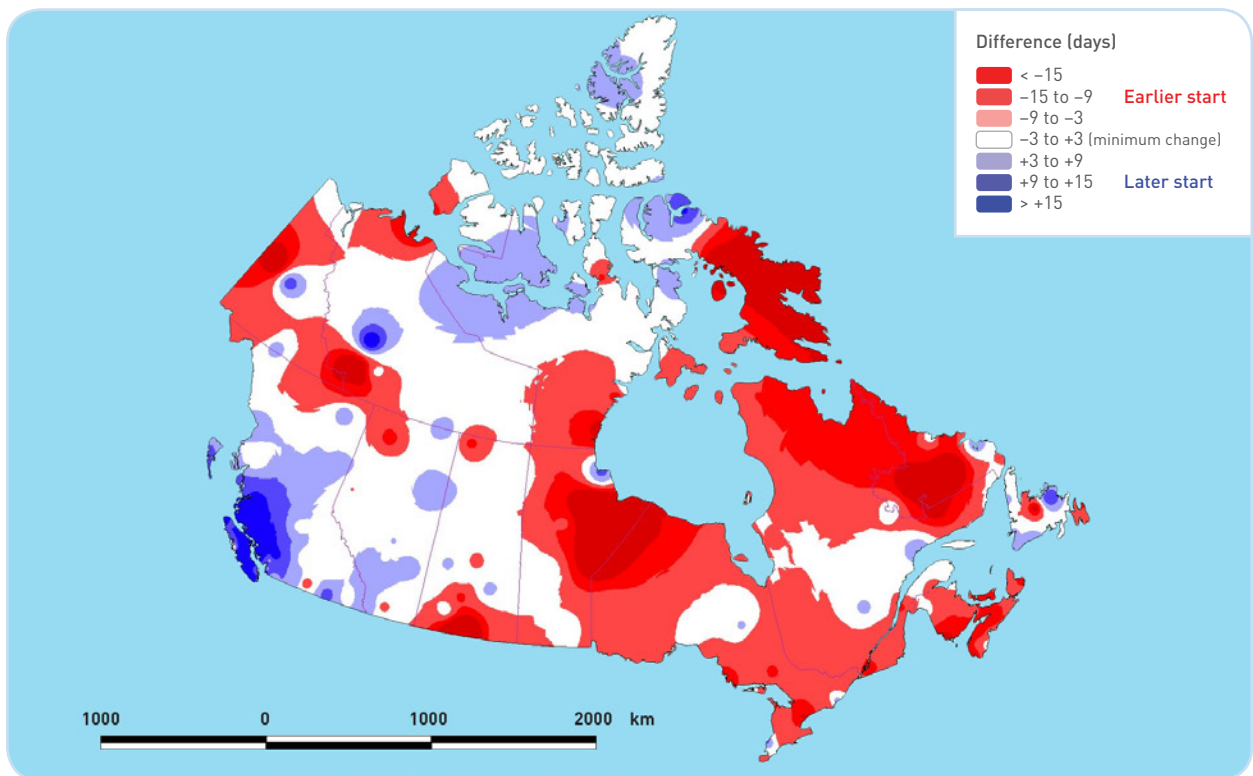 Difference (days)
< −15
−15 to −9 Earlier start
−9 to −3
−3 to +3 (minimum change)
+3 to +9
+9 to +15 Later start
> +15
1000 0 1000 2000 km